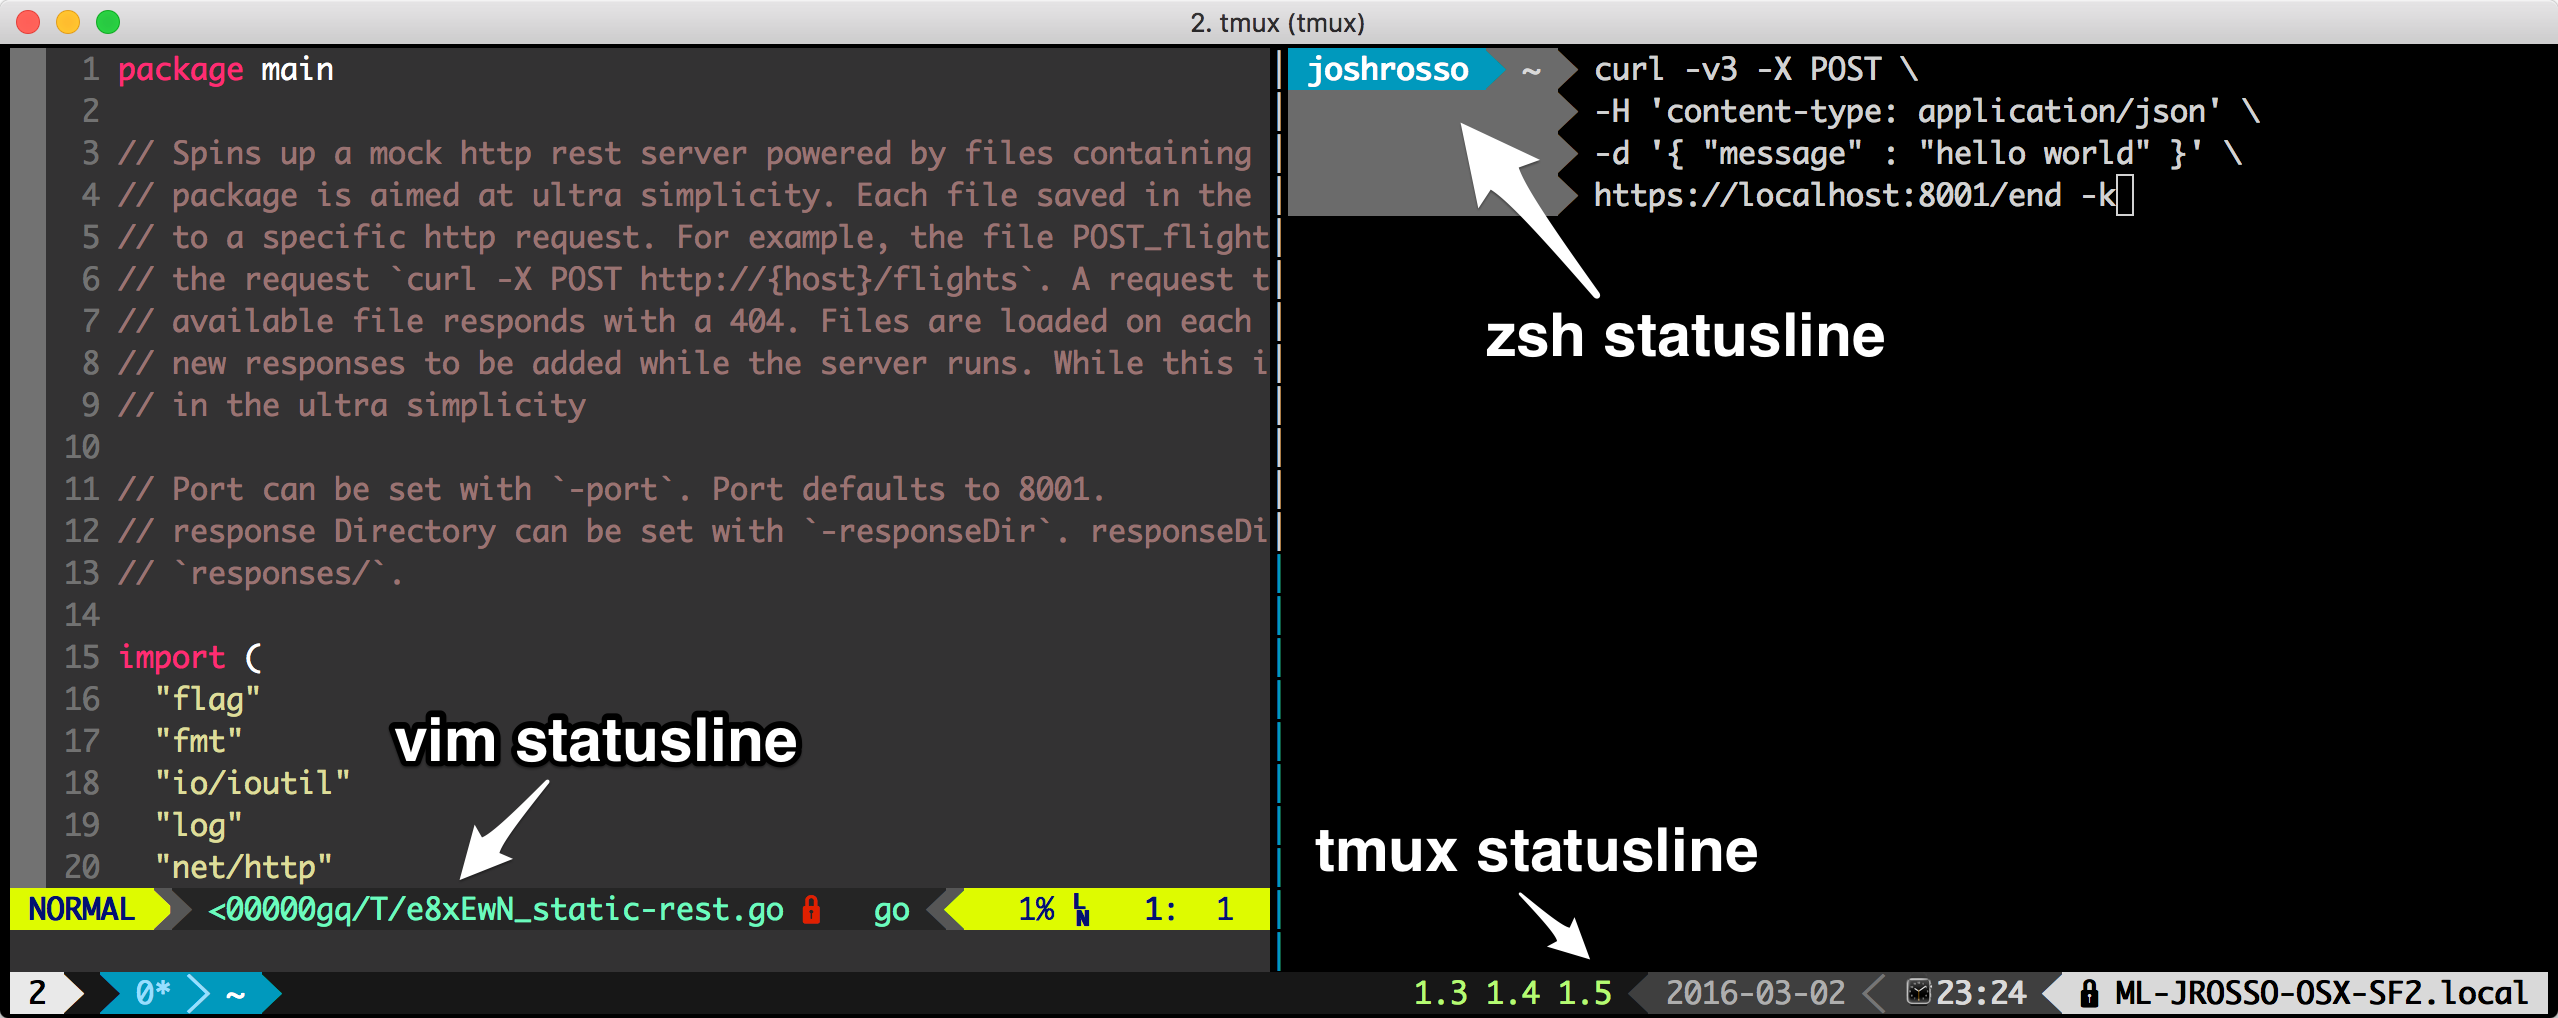 2. tmux (tmux)
1 package main
2
3 // Spins up a mock http rest server powered by files containing
4 // package is aimed at ultra simplicity. Each file saved in the
5 // to a specific http request. For example, the file POST_flight
6 // the request `curl -X POST http://{host}/flights`. A request t
7 // available file responds with a 404. Files are loaded on each
8 // new responses to be added while the server runs. While this i
9 // in the ultra simplicity
10
11 // Port can be set with `-port`. Port defaults to 8001.
12 // response Directory can be set with `-responseDir`. responseDi
13 // `responses/`.
14
15 import (
16 "flag"
17 "fmt"
18 "io/ioutil"
19 "log"
20 "net/http"
vim statusline
NORMAL <00000gq/T/e8xEwN_static-rest.go go 1% LN 1: 1
joshrosso ~ curl -v3 -X POST \
-H 'content-type: application/json' \
-d '{ "message" : "hello world" }' \
https://localhost:8001/end -k
zsh statusline
tmux statusline
2 0* ~ 1.3 1.4 1.5 2016-03-02 23:24 ML-JROSSO-OSX-SF2.local